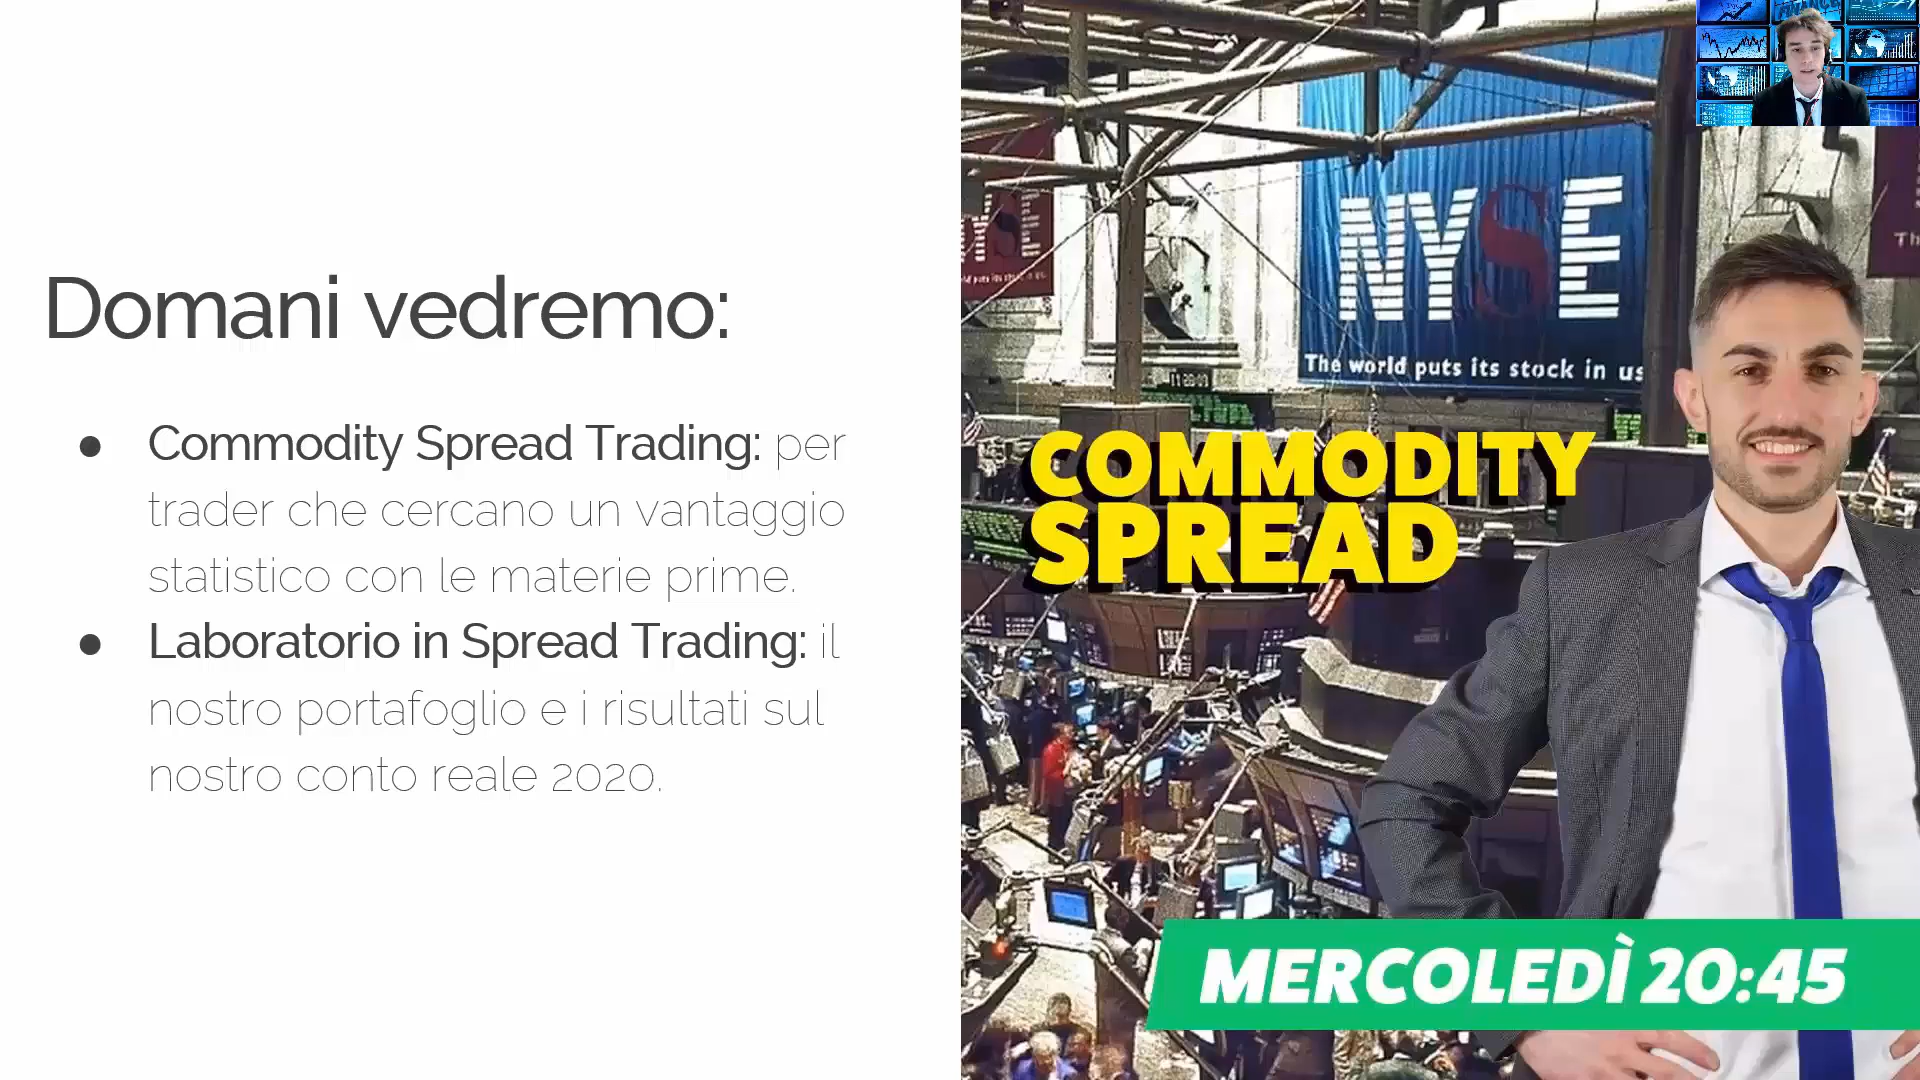 Domani vedremo:
● Commodity Spread Trading: per
trader che cercano un vantaggio
statistico con le materie prime.
● Laboratorio in Spread Trading: il
nostro portafoglio e i risultati sul
nostro conto reale 2020.
FINANCE
NYSE
The world puts its stock in us
COMMODITY
SPREAD
MERCOLEDÌ 20:45